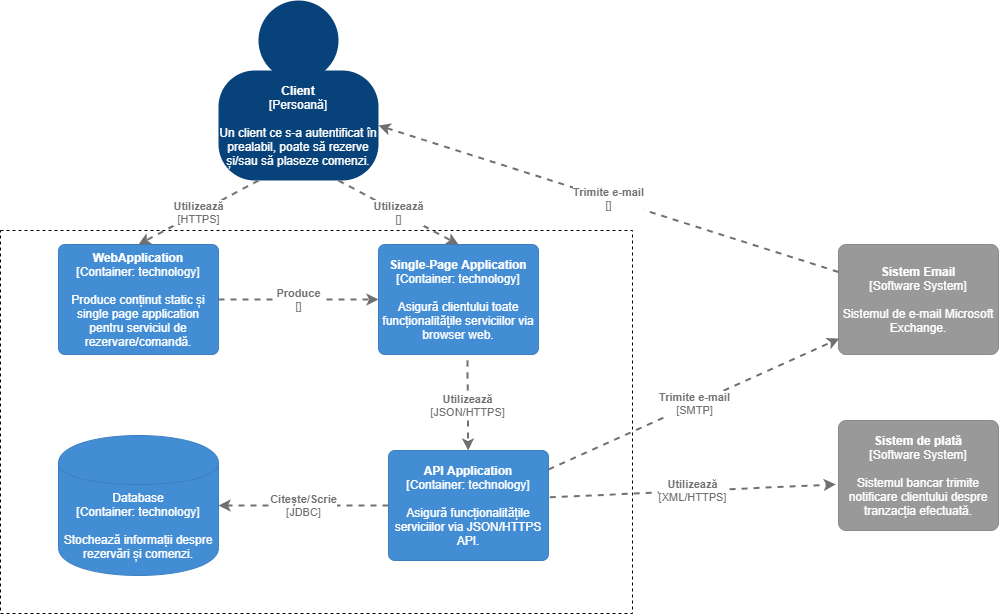 Client
[Persoană]
Un client ce s-a autentificat în
prealabil, poate să rezerve
și/sau să plaseze comenzi.
Trimite e-mail
[]
Utilizează
[HTTPS]
Utilizează
[]
WebApplication
[Container: technology]
Produce conținut static și
single page application
pentru serviciul de
rezervare/comandă.
Produce
[]
Single-Page Application
[Container: technology]
Asigură clientului toate
funcționalitățile serviciilor via
browser web.
Sistem Email
[Software System]
Sistemul de e-mail Microsoft
Exchange.
Utilizează
[JSON/HTTPS]
Trimite e-mail
[SMTP]
Database
[Container: technology]
Stochează informații despre
rezervări și comenzi.
Citește/Scrie
[JDBC]
API Application
[Container: technology]
Asigură funcționalitățile
serviciilor via JSON/HTTPS
API.
Utilizează
[XML/HTTPS]
Sistem de plată
[Software System]
Sistemul bancar trimite
notificare clientului despre
tranzacția efectuată.